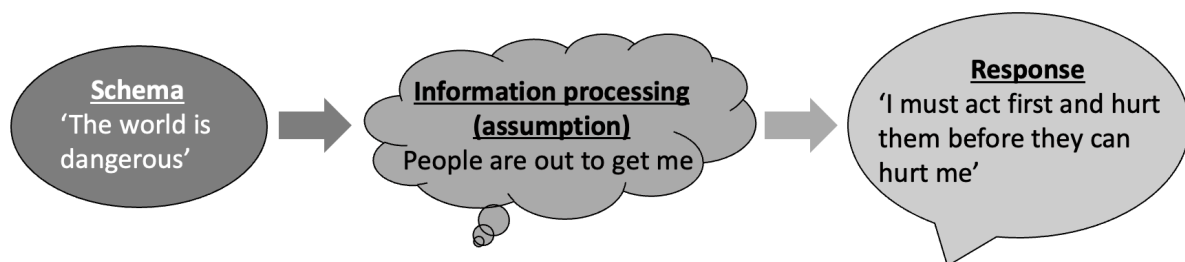 Schema
‘The world is
dangerous’
Information processing
(assumption)
People are out to get me
Response
‘I must act first and hurt
them before they can
hurt me’